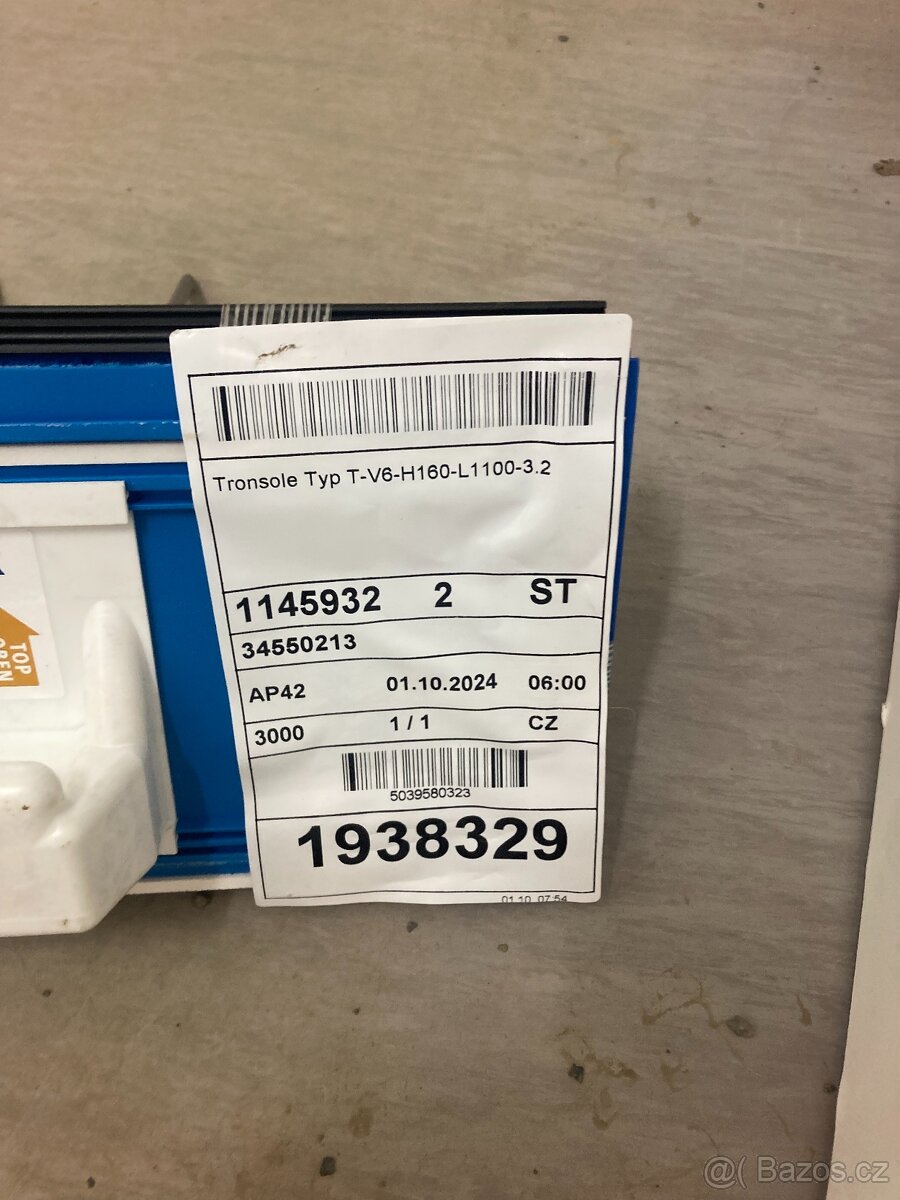 Tronsole Typ T-V6-H160-L1100-3.2
1145932 2 ST
34550213
AP42 01.10.2024 06:00
3000 1 / 1 CZ
5039580323
1938329
01.10. 07:54
TOP
OPEN
@( Bazos.cz